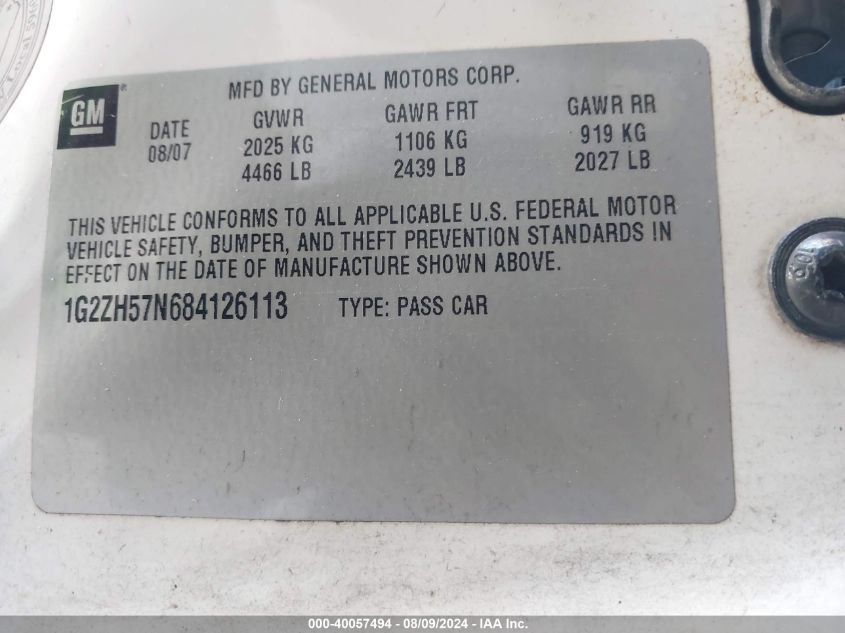 MFD BY GENERAL MOTORS CORP.
GM
DATE GVWR GAWR FRT GAWR RR
08/07 2025 KG 1106 KG 919 KG
4466 LB 2439 LB 2027 LB
THIS VEHICLE CONFORMS TO ALL APPLICABLE U.S. FEDERAL MOTOR
VEHICLE SAFETY, BUMPER, AND THEFT PREVENTION STANDARDS IN
EFFECT ON THE DATE OF MANUFACTURE SHOWN ABOVE.
1G2ZH57N684126113 TYPE: PASS CAR
000-40057494 - 08/09/2024 - IAA Inc.